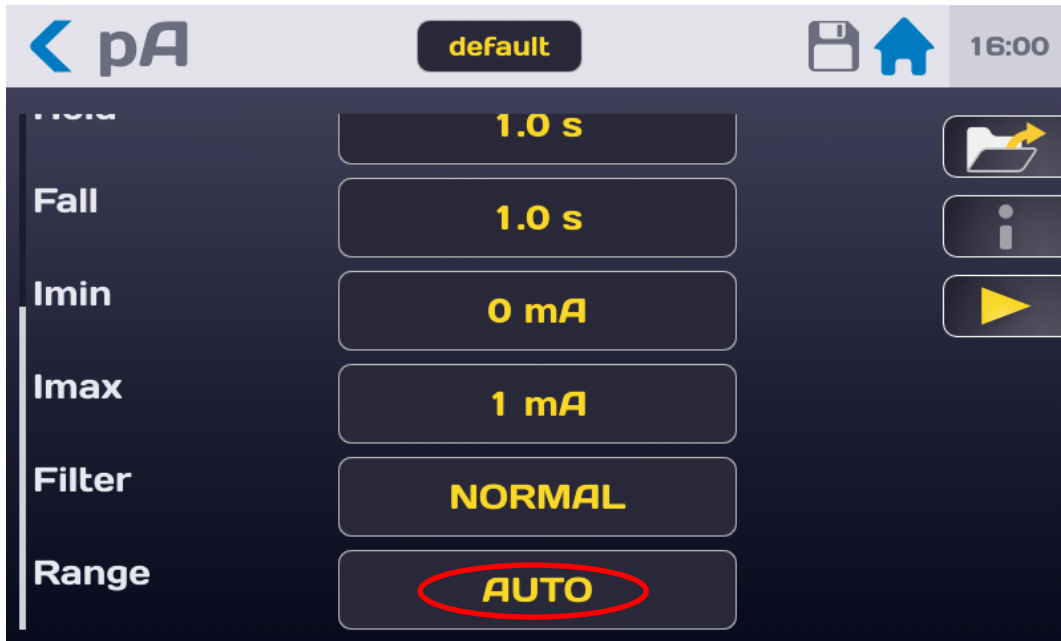 pA
default
16:00
Hold
1.0 s
Fall
1.0 s
Imin
0 mA
Imax
1 mA
Filter
NORMAL
Range
AUTO